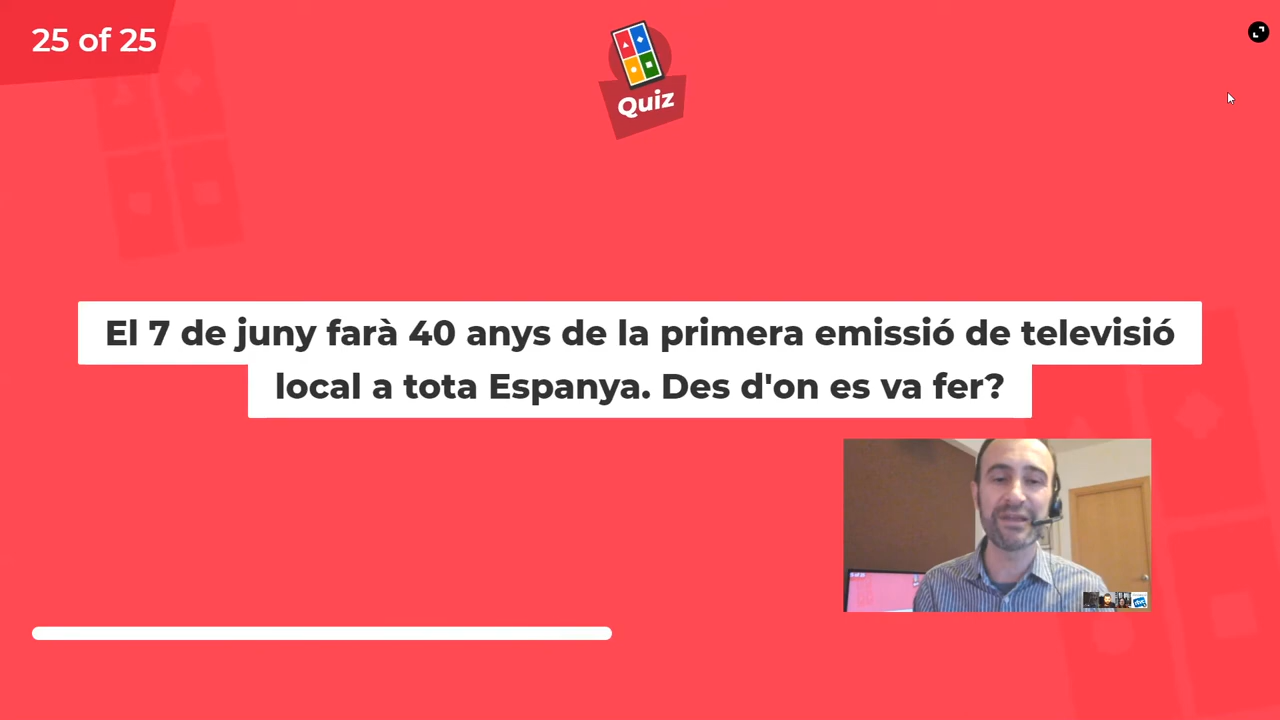 25 of 25
Quiz
El 7 de juny farà 40 anys de la primera emissió de televisió
local a tota Espanya. Des d'on es va fer?